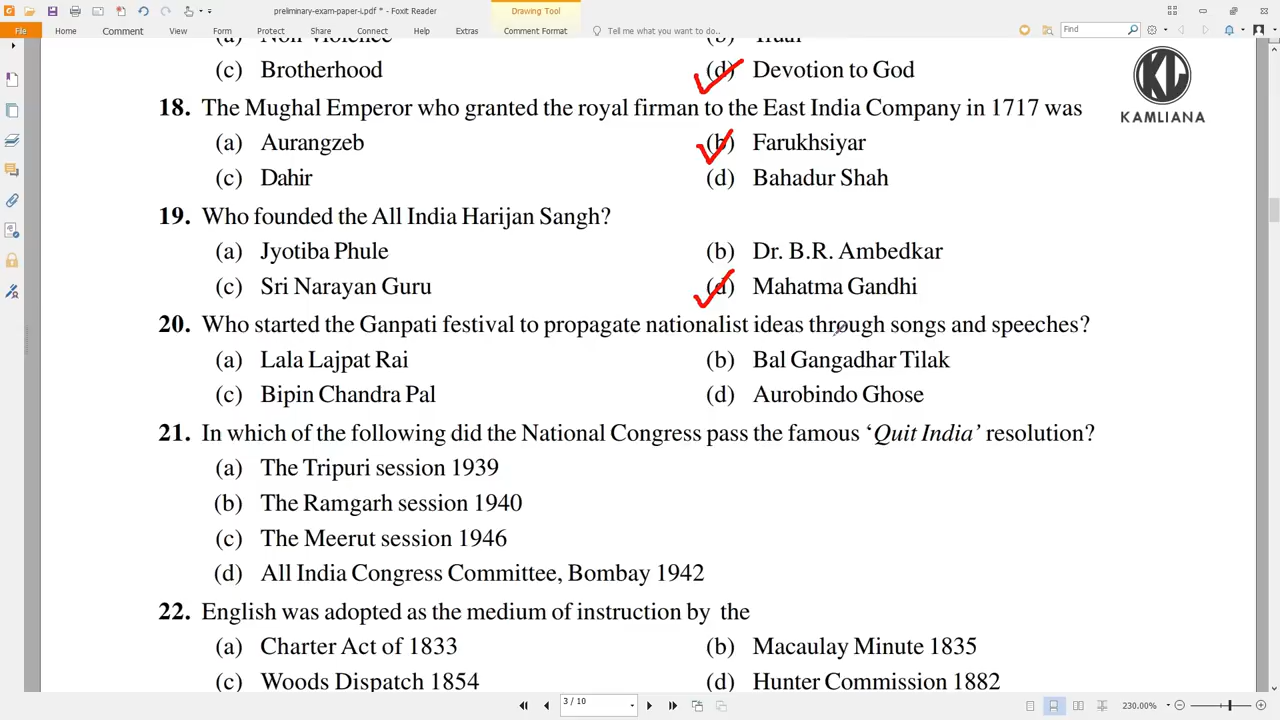 preliminary-exam-paper-i.pdf * - Foxit Reader
Drawing Tool
File Home Comment View Form Protect Share Connect Help Extras Comment Format Tell me what you want to do.. Find
(a) Non-violence (b) Truth
(c) Brotherhood (d) Devotion to God
KAMLIANA
18. The Mughal Emperor who granted the royal firman to the East India Company in 1717 was
(a) Aurangzeb (b) Farukhsiyar
(c) Dahir (d) Bahadur Shah
19. Who founded the All India Harijan Sangh?
(a) Jyotiba Phule (b) Dr. B.R. Ambedkar
(c) Sri Narayan Guru (d) Mahatma Gandhi
20. Who started the Ganpati festival to propagate nationalist ideas through songs and speeches?
(a) Lala Lajpat Rai (b) Bal Gangadhar Tilak
(c) Bipin Chandra Pal (d) Aurobindo Ghose
21. In which of the following did the National Congress pass the famous ‘Quit India’ resolution?
(a) The Tripuri session 1939
(b) The Ramgarh session 1940
(c) The Meerut session 1946
(d) All India Congress Committee, Bombay 1942
22. English was adopted as the medium of instruction by the
(a) Charter Act of 1833 (b) Macaulay Minute 1835
(c) Woods Dispatch 1854 (d) Hunter Commission 1882
3 / 10 230.00%